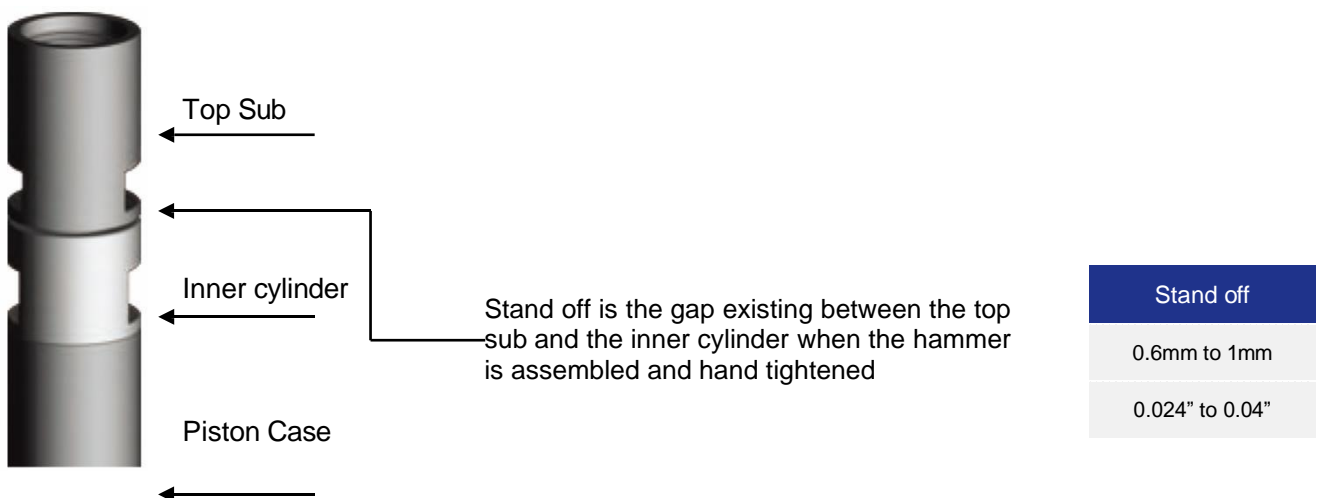 Top Sub
Inner cylinder
Stand off is the gap existing between the top
sub and the inner cylinder when the hammer
is assembled and hand tightened
Piston Case
Stand off
0.6mm to 1mm
0.024” to 0.04”